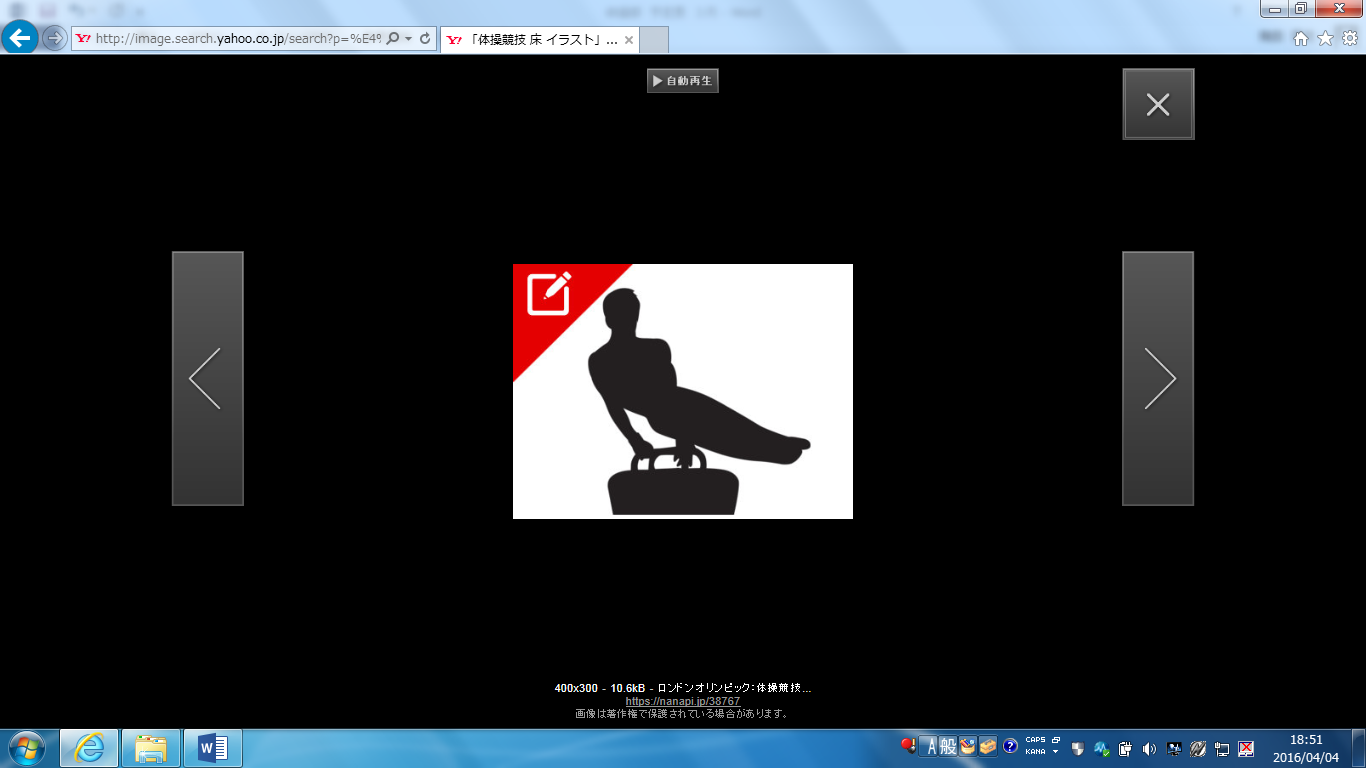 http://image.search.yahoo.co.jp/search?p=%E4%
「体操競技 床 イラスト」 ...
自動再生
400x300 - 10.6kB - ロンドンオリンピック：体操競技...
https://nanapi.jp/38767
画像は著作権で保護されている場合があります。
A 般
CAPS
KANA
18:51
2016/04/04